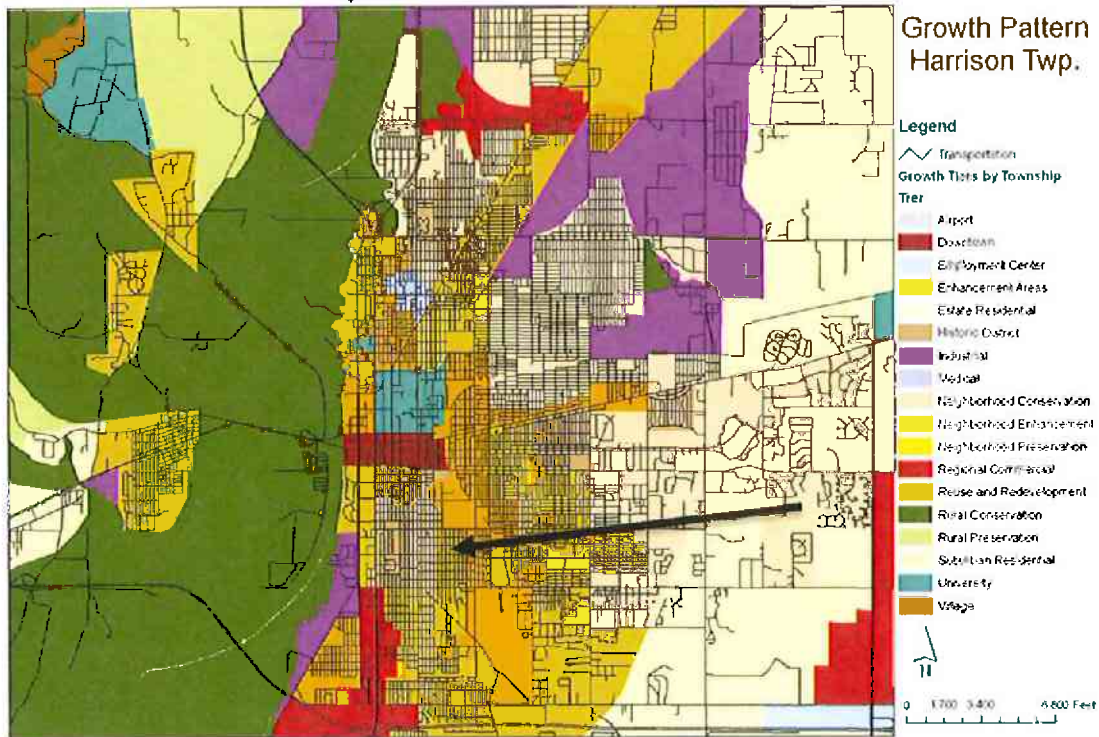 Growth Pattern
Harrison Twp.
Legend
Transportation
Growth Tiers by Township
Tier
Airport
Downtown
Employment Center
Enhancement Areas
Estate Residential
Historic District
Industrial
Medical
Neighborhood Conservation
Neighborhood Enhancement
Neighborhood Preservation
Regional Commercial
Reuse and Redevelopment
Rural Conservation
Rural Preservation
Suburban Residential
University
Village
N
0 1,700 3,400 6,800 Feet